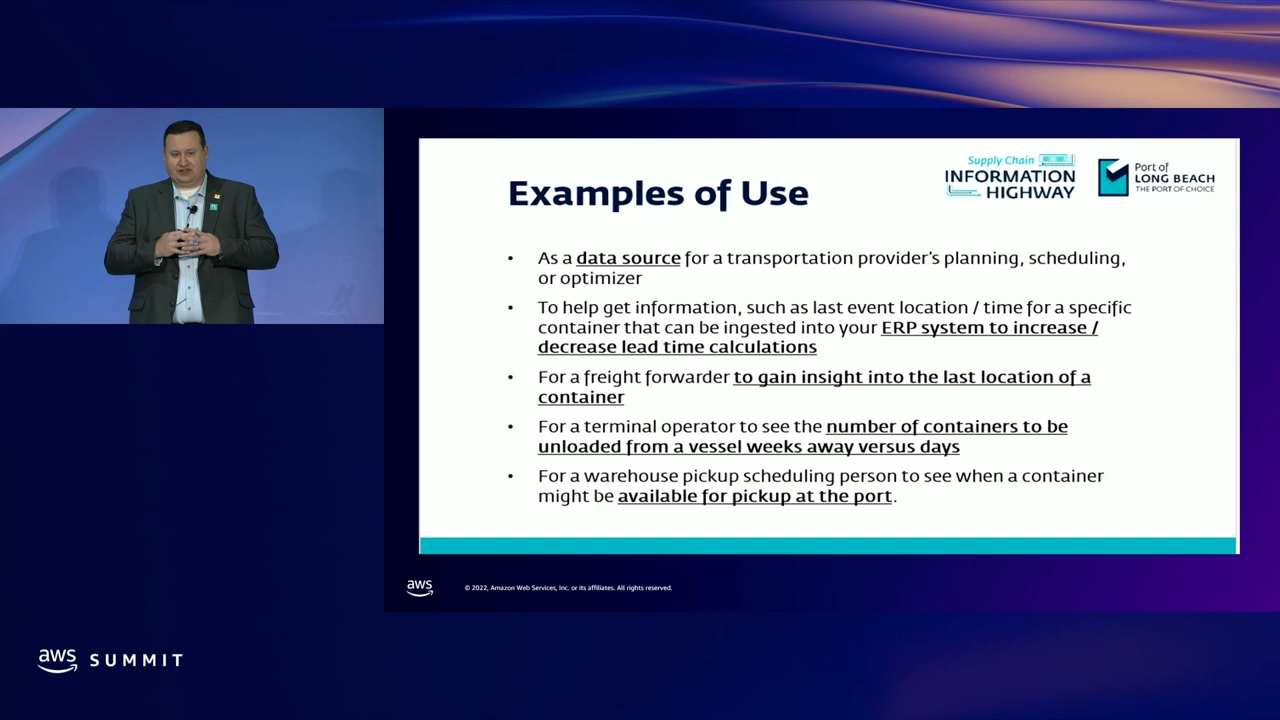 Supply Chain
INFORMATION
HIGHWAY
Port of
LONG BEACH
THE PORT OF CHOICE
Examples of Use
• As a data source for a transportation provider's planning, scheduling,
or optimizer
• To help get information, such as last event location / time for a specific
container that can be ingested into your ERP system to increase /
decrease lead time calculations
• For a freight forwarder to gain insight into the last location of a
container
• For a terminal operator to see the number of containers to be
unloaded from a vessel weeks away versus days
• For a warehouse pickup scheduling person to see when a container
might be available for pickup at the port.
aws
© 2022, Amazon Web Services, Inc. or its affiliates. All rights reserved.
aws SUMMIT